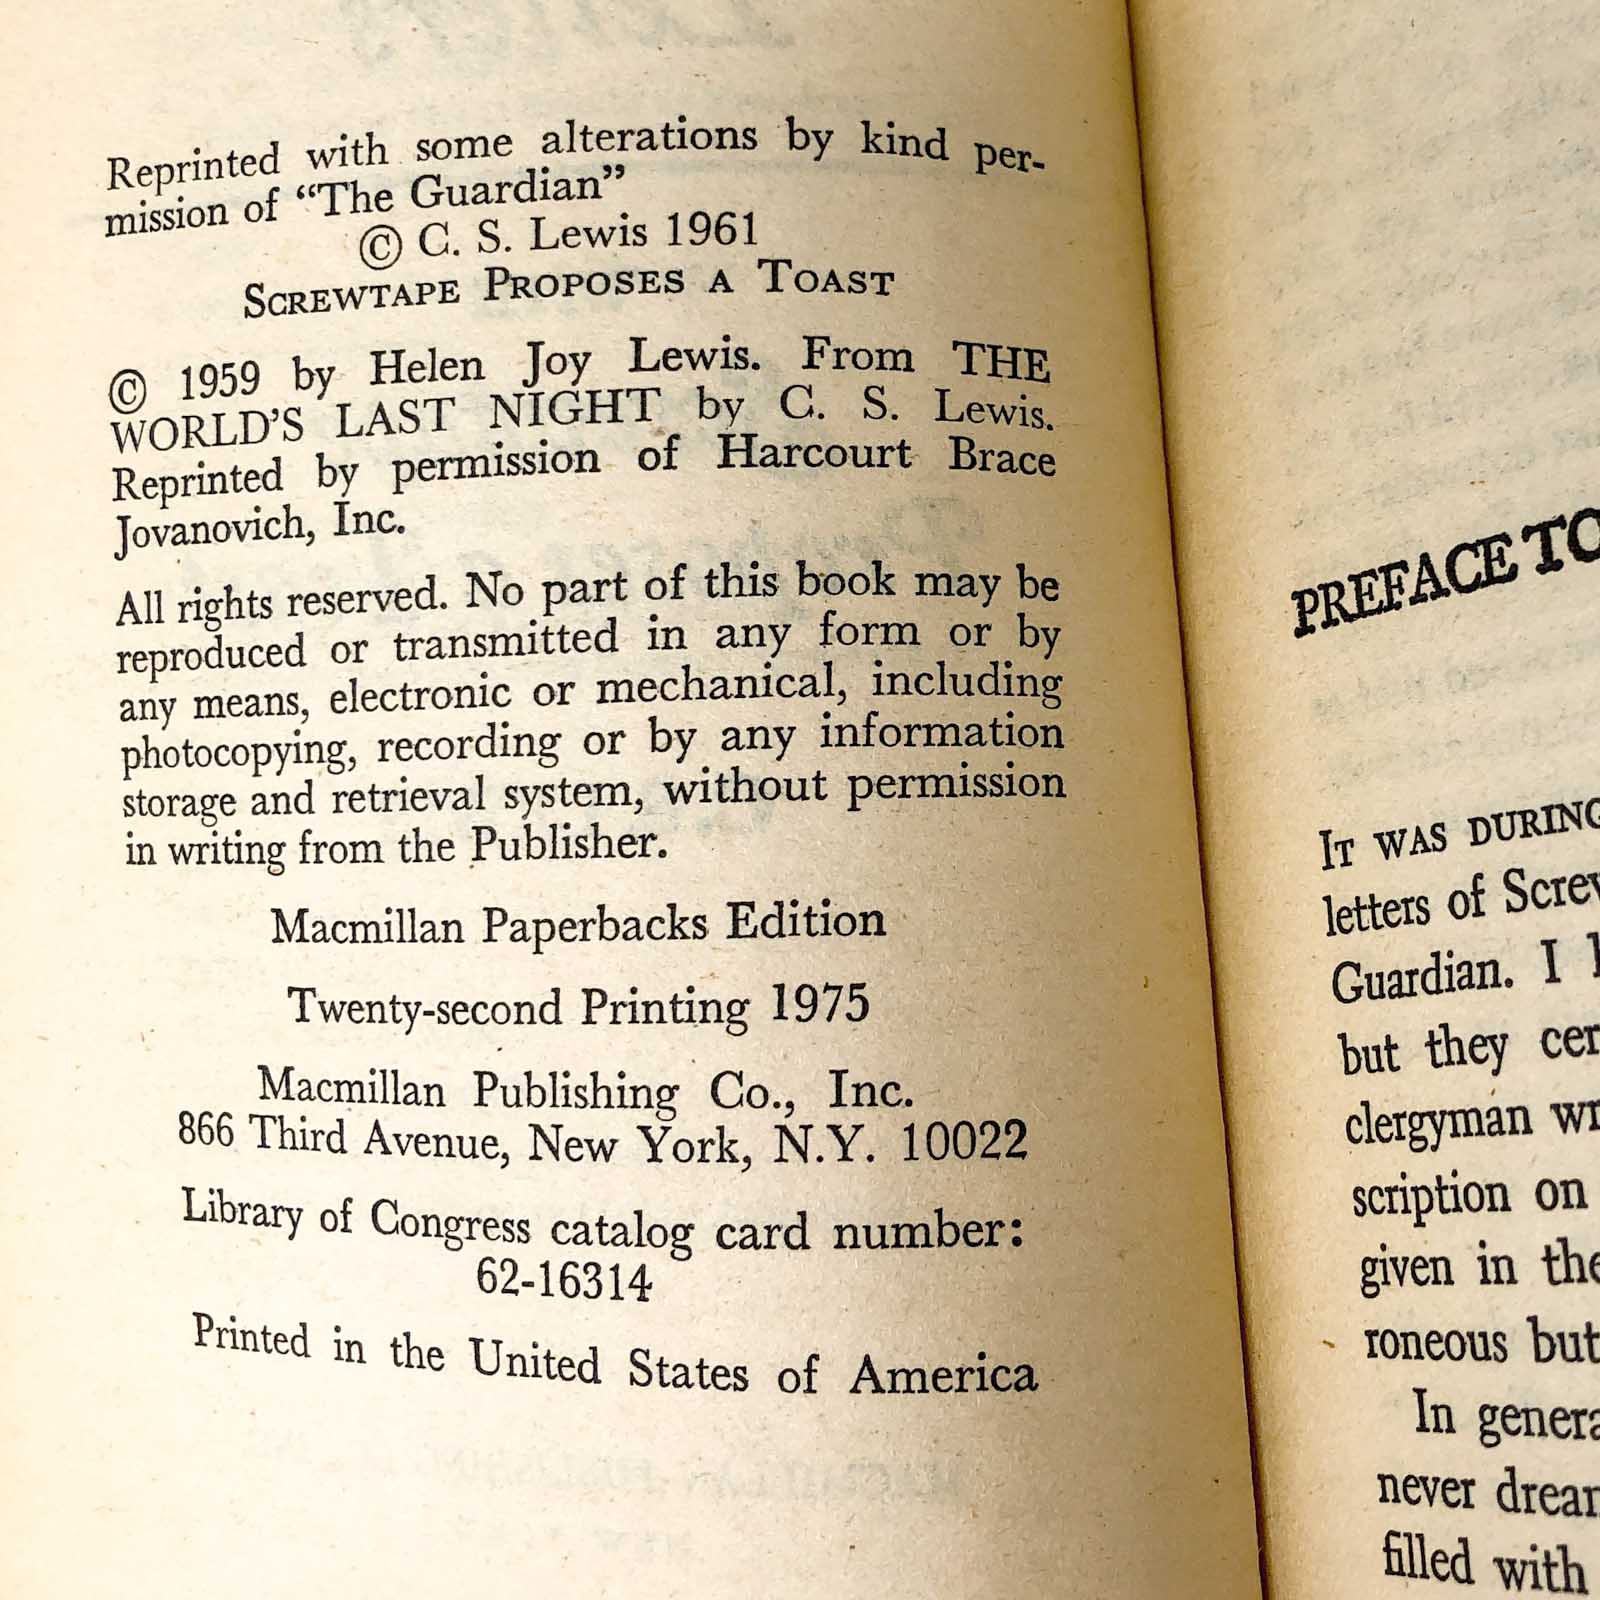 Reprinted with some alterations by kind per-
mission of “The Guardian”
© C. S. Lewis 1961
SCREWTAPE PROPOSES A TOAST
© 1959 by Helen Joy Lewis. From THE
WORLD'S LAST NIGHT by C. S. Lewis.
Reprinted by permission of Harcourt Brace
Jovanovich, Inc.
All rights reserved. No part of this book may be
reproduced or transmitted in any form or by
any means, electronic or mechanical, including
photocopying, recording or by any information
storage and retrieval system, without permission
in writing from the Publisher.
Macmillan Paperbacks Edition
Twenty-second Printing 1975
Macmillan Publishing Co., Inc.
866 Third Avenue, New York, N.Y. 10022
Library of Congress catalog card number:
62-16314
Printed in the United States of America
PREFACE TO
IT WAS DURING
letters of
Guardian. I
but they
clergyman
scription on
given in
roneous but
In
never
filled with